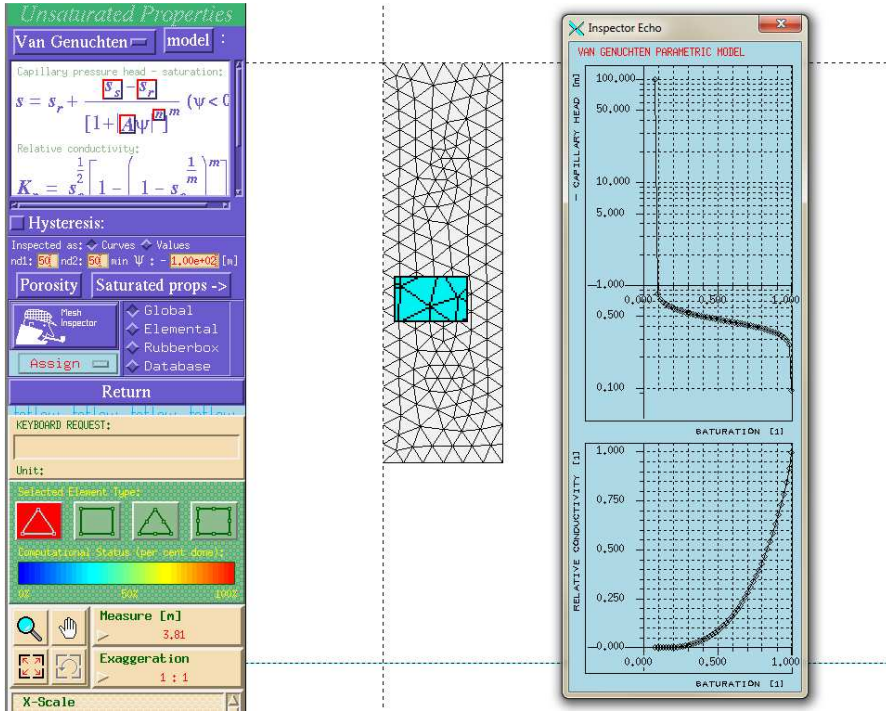 Unsaturated Properties
Van Genuchten model :
Capillary pressure head - saturation:
s = s_r + (s_s - s_r) / [1+|Aψ|^n]^m (ψ < 0
Relative conductivity:
Hysteresis:
Inspected as: Curves Values
nd1: 50 nd2: 50 min Ψ : - 1.00e+02 [m]
Porosity Saturated props ->
Mesh
Inspector
Global
Elemental
Rubberbox
Database
Assign
Return
KEYBOARD REQUEST:
Unit:
Selected Element Type:
Computational Status (per cent done):
0% 50% 100%
Measure [m]
3.81
Exaggeration
1 : 1
X-Scale
Inspector Echo
VAN GENUCHTEN PARAMETRIC MODEL
- CAPILLARY HEAD [m]
100.000
50.000
10.000
5.000
1.000
0.000 0.500 1.000
0.500
0.100
SATURATION [1]
RELATIVE CONDUCTIVITY [1]
1.000
0.750
0.500
0.250
0.000
0.000 0.500 1.000
SATURATION [1]